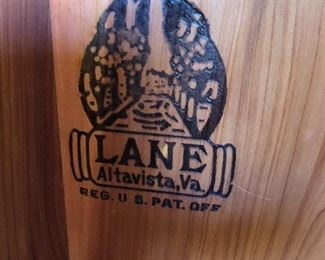 LANE
Altavista, Va.
REG. U S. PAT. OFF